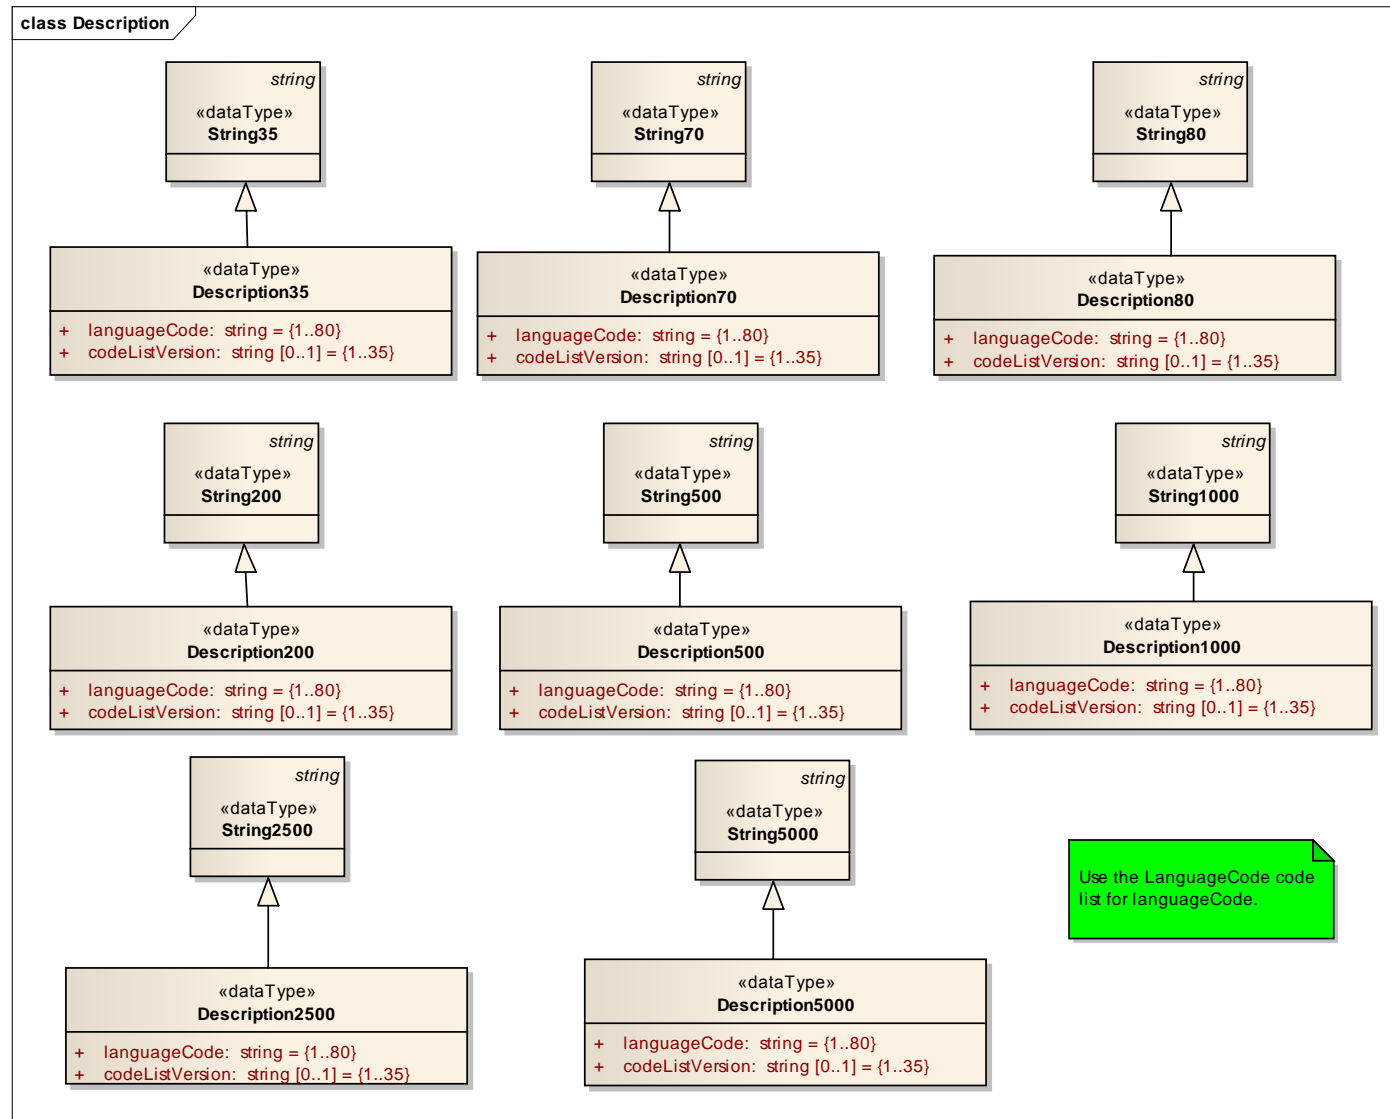 class Description
string
«dataType»
String35
string
«dataType»
String70
string
«dataType»
String80
«dataType»
Description35
+ languageCode: string = {1..80}
+ codeListVersion: string [0..1] = {1..35}
«dataType»
Description70
+ languageCode: string = {1..80}
+ codeListVersion: string [0..1] = {1..35}
«dataType»
Description80
+ languageCode: string = {1..80}
+ codeListVersion: string [0..1] = {1..35}
string
«dataType»
String200
string
«dataType»
String500
string
«dataType»
String1000
«dataType»
Description200
+ languageCode: string = {1..80}
+ codeListVersion: string [0..1] = {1..35}
«dataType»
Description500
+ languageCode: string = {1..80}
+ codeListVersion: string [0..1] = {1..35}
«dataType»
Description1000
+ languageCode: string = {1..80}
+ codeListVersion: string [0..1] = {1..35}
string
«dataType»
String2500
string
«dataType»
String5000
Use the LanguageCode code
list for languageCode.
«dataType»
Description2500
+ languageCode: string = {1..80}
+ codeListVersion: string [0..1] = {1..35}
«dataType»
Description5000
+ languageCode: string = {1..80}
+ codeListVersion: string [0..1] = {1..35}